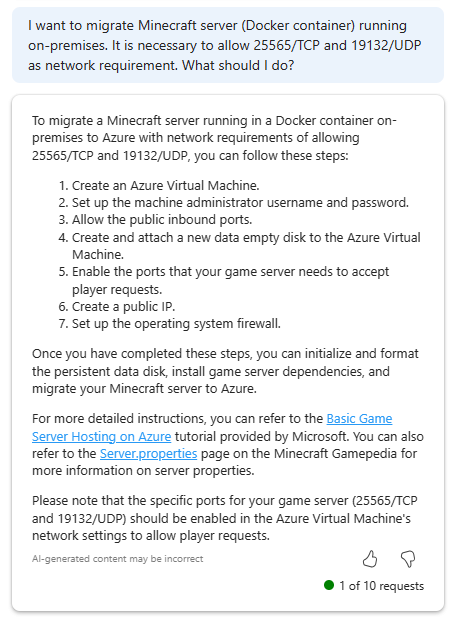 I want to migrate Minecraft server (Docker container) running
on-premises. It is necessary to allow 25565/TCP and 19132/UDP
as network requirement. What should I do?
To migrate a Minecraft server running in a Docker container on-
premises to Azure with network requirements of allowing
25565/TCP and 19132/UDP, you can follow these steps:
1. Create an Azure Virtual Machine.
2. Set up the machine administrator username and password.
3. Allow the public inbound ports.
4. Create and attach a new data empty disk to the Azure Virtual
Machine.
5. Enable the ports that your game server needs to accept
player requests.
6. Create a public IP.
7. Set up the operating system firewall.
Once you have completed these steps, you can initialize and format
the persistent data disk, install game server dependencies, and
migrate your Minecraft server to Azure.
For more detailed instructions, you can refer to the Basic Game
Server Hosting on Azure tutorial provided by Microsoft. You can also
refer to the Server.properties page on the Minecraft Gamepedia for
more information on server properties.
Please note that the specific ports for your game server (25565/TCP
and 19132/UDP) should be enabled in the Azure Virtual Machine's
network settings to allow player requests.
AI-generated content may be incorrect
1 of 10 requests